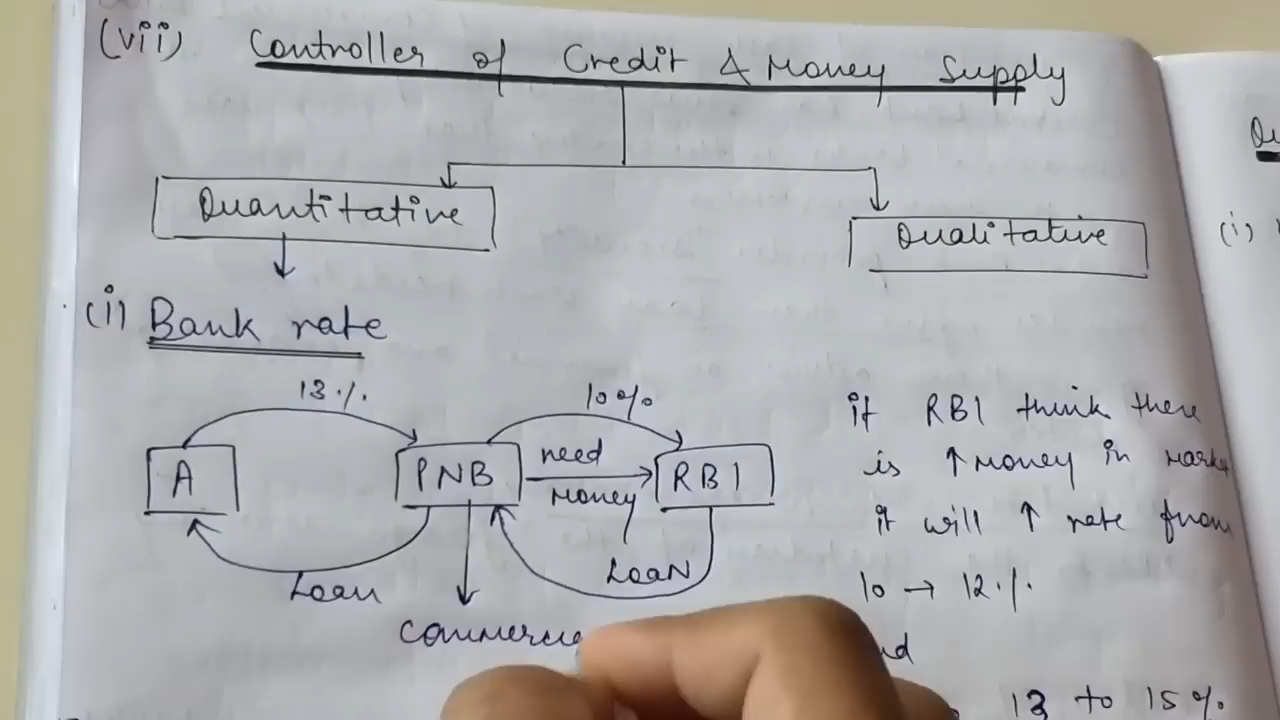 (vii) Controller of Credit & Money Supply
Quantitative
Qualitative
(i) Bank rate
13%
10%
A
PNB
need
Money
RBI
Loan
Loan
if RBI think there
is ↑ Money in
it will ↑ rate from
10 → 12%
13 to 15%
(i)